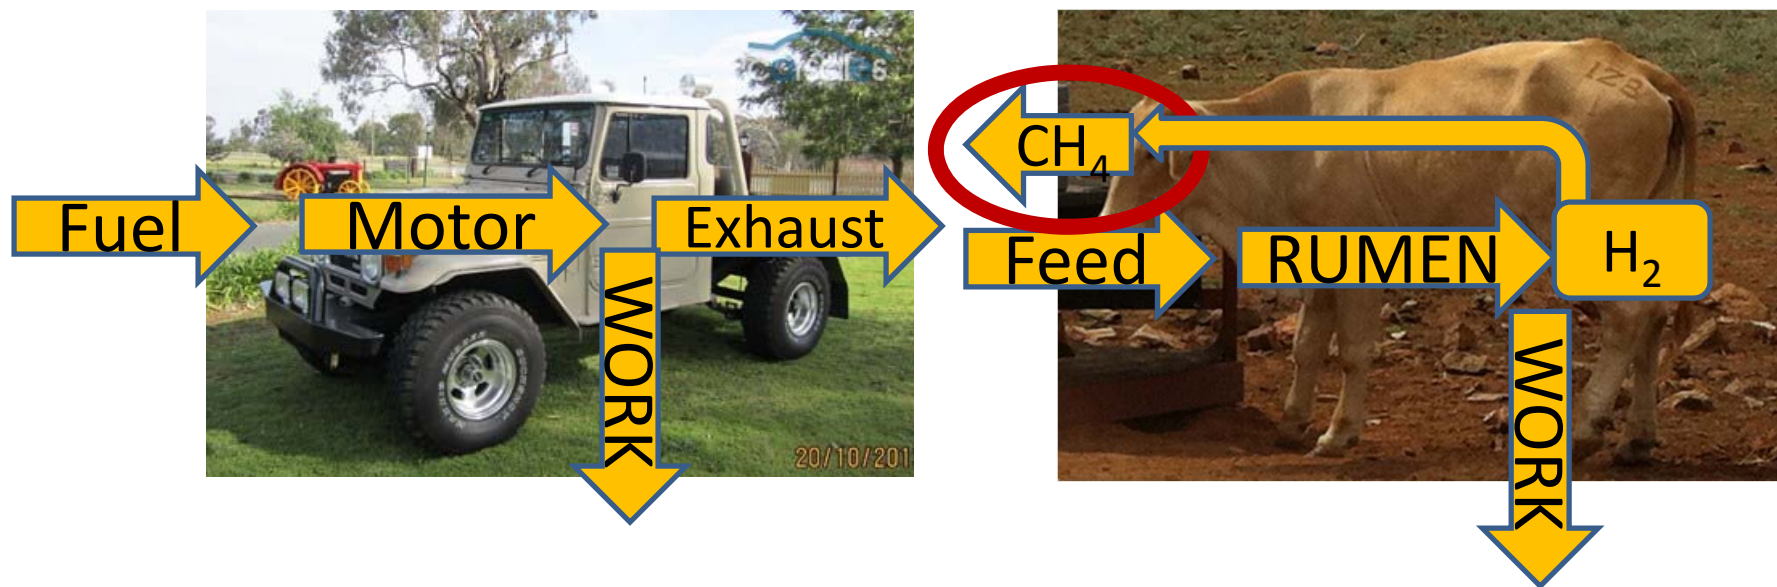 Fuel
Motor
Exhaust
WORK
20/10/201
CH₄
Feed
RUMEN
H₂
WORK